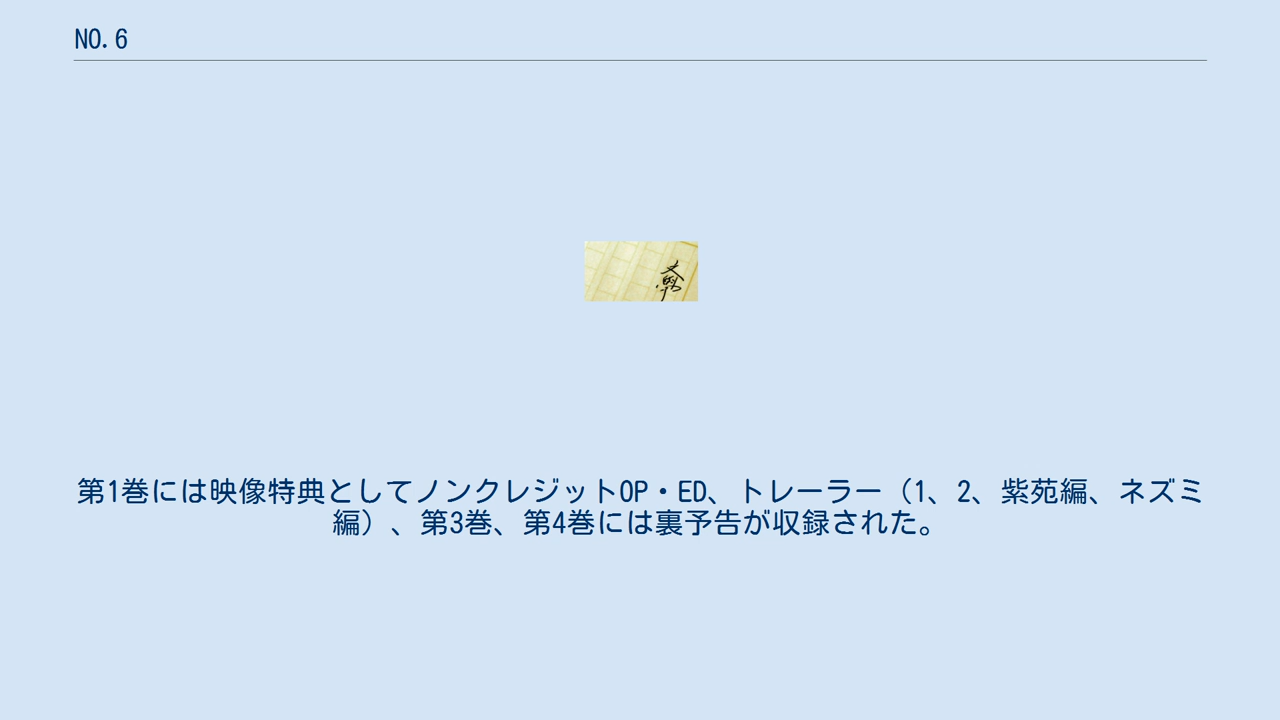 NO.6
第1巻には映像特典としてノンクレジットOP・ED、トレーラー（1、2、紫苑編、ネズミ
編）、第3巻、第4巻には裏予告が収録された。